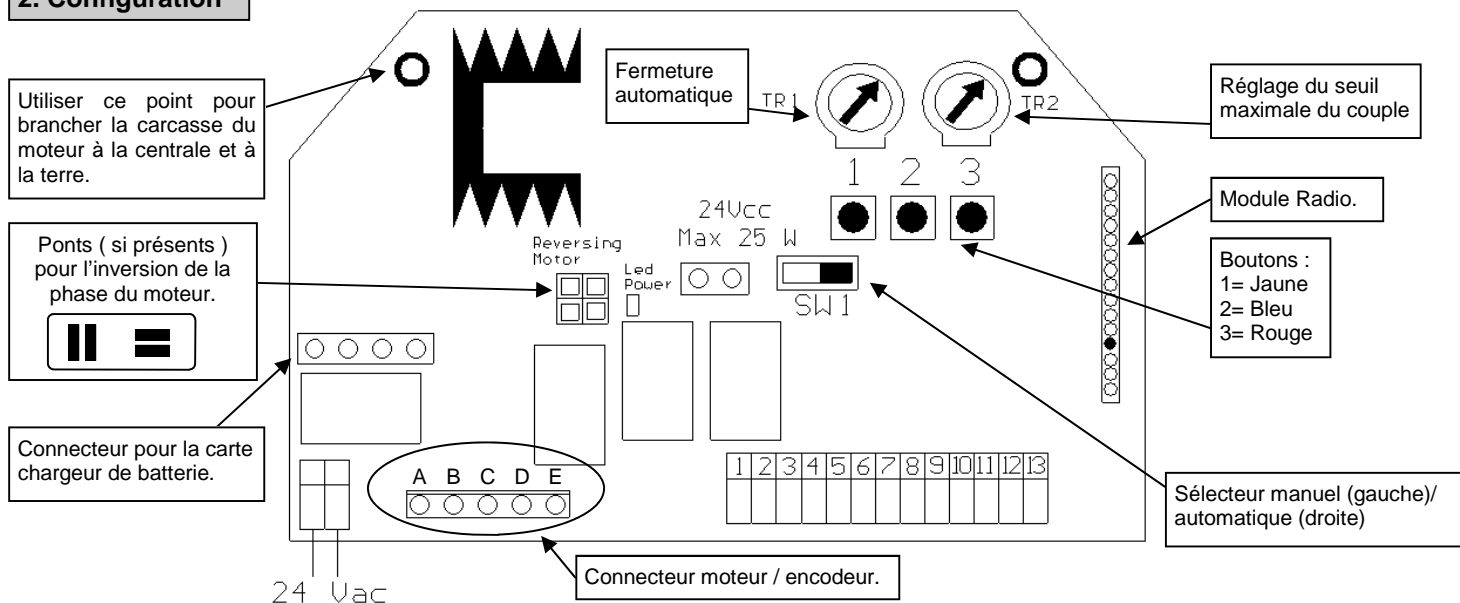 2. Configuration
Utiliser ce point pour
brancher la carcasse du
moteur à la centrale et à
la terre.
Fermeture
automatique
TR1
TR2
Réglage du seuil
maximale du couple
1 2 3
Module Radio.
Ponts ( si présents )
pour l'inversion de la
phase du moteur.
Reversing
Motor
Led
Power
24Vcc
Max 25 W
SW1
Boutons :
1= Jaune
2= Bleu
3= Rouge
Connecteur pour la carte
chargeur de batterie.
A B C D E
1 2 3 4 5 6 7 8 9 10 11 12 13
Sélecteur manuel (gauche)/
automatique (droite)
Connecteur moteur / encodeur.
24 Vac